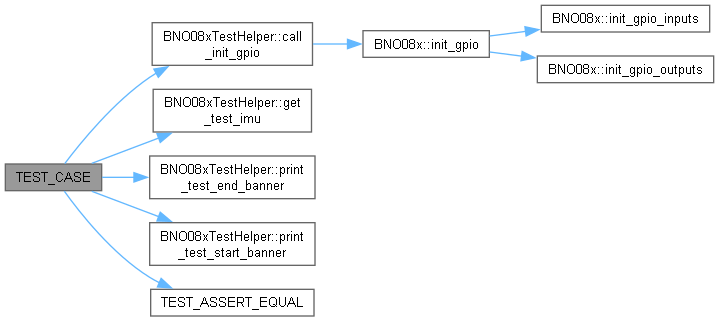 TEST_CASE
BNO08xTestHelper::call
_init_gpio
BNO08x::init_gpio
BNO08x::init_gpio_inputs
BNO08x::init_gpio_outputs
BNO08xTestHelper::get
_test_imu
BNO08xTestHelper::print
_test_end_banner
BNO08xTestHelper::print
_test_start_banner
TEST_ASSERT_EQUAL